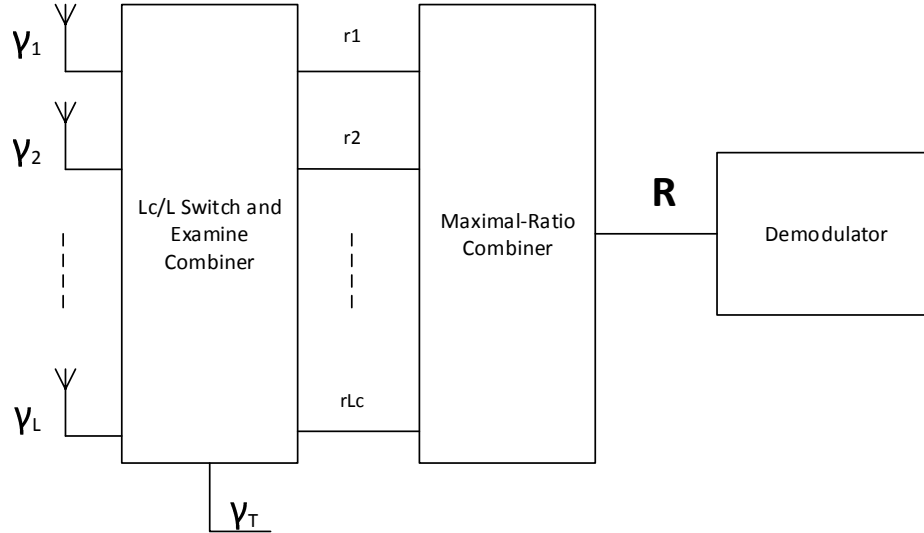 γ1
r1
γ2
r2
Lc/L Switch and
Examine
Combiner
Maximal-Ratio
Combiner
R
Demodulator
γL
rLc
γT